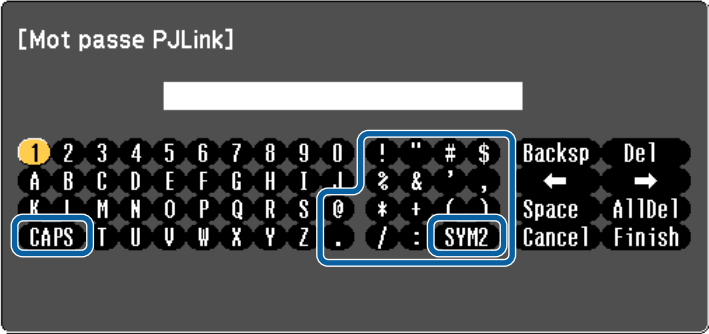 [Mot passe PJLink]
1 2 3 4 5 6 7 8 9 0 ! " # $ Backsp Del
A B C D E F G H I J % & ' , ← →
K L M N O P Q R S @ * + ( ) Space AllDel
CAPS T U V W X Y Z . / : SYM2 Cancel Finish